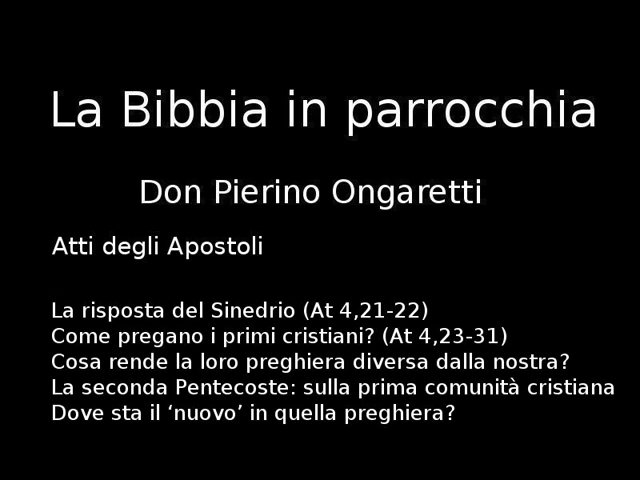 La Bibbia in parrocchia
Don Pierino Ongaretti
Atti degli Apostoli
La risposta del Sinedrio (At 4,21-22)
Come pregano i primi cristiani? (At 4,23-31)
Cosa rende la loro preghiera diversa dalla nostra?
La seconda Pentecoste: sulla prima comunità cristiana
Dove sta il ‘nuovo’ in quella preghiera?